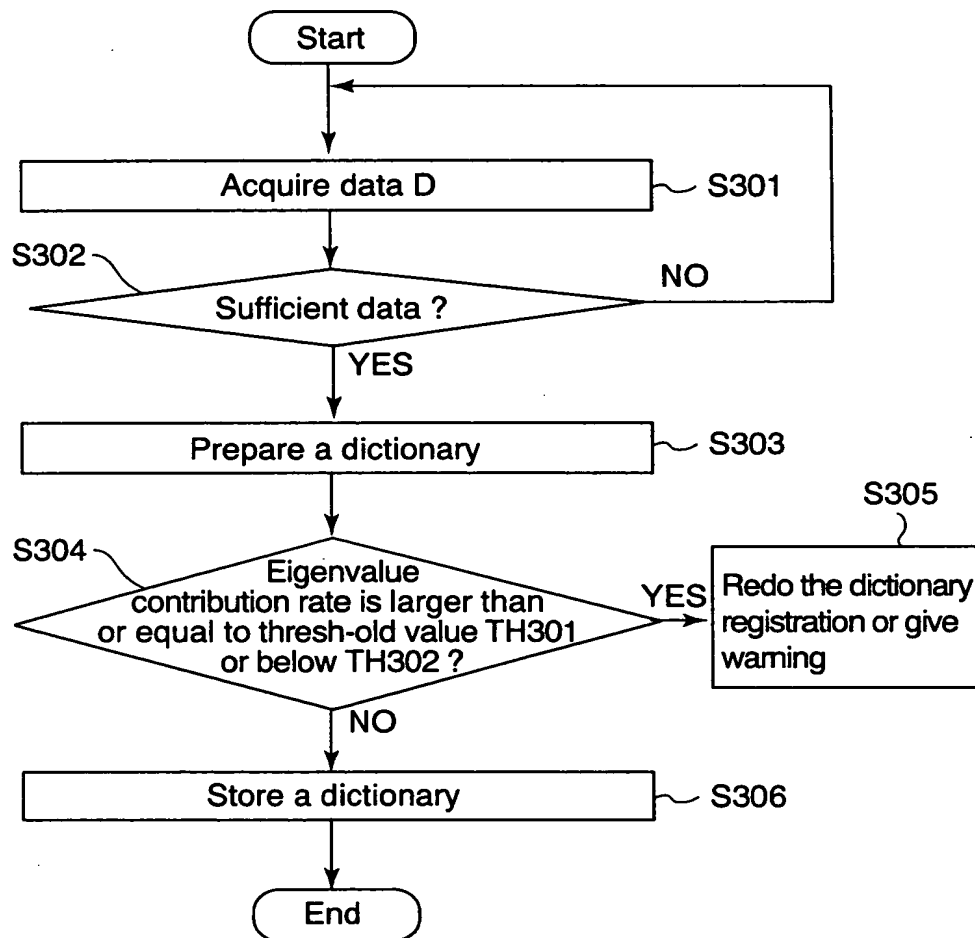 Start
Acquire data D
S301
S302
Sufficient data ?
NO
YES
Prepare a dictionary
S303
S304
Eigenvalue
contribution rate is larger than
or equal to thresh-old value TH301
or below TH302 ?
YES
S305
Redo the dictionary
registration or give
warning
NO
Store a dictionary
S306
End